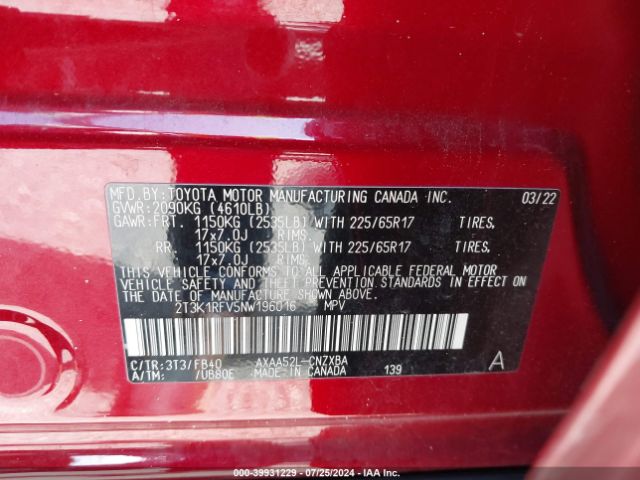 MFD.BY:TOYOTA MOTOR MANUFACTURING CANADA INC. 03/22
GVWR:2090KG (4610LB)
GAWR:FRT. 1150KG (2535LB) WITH 225/65R17 TIRES,
17x7.0J RIMS,
RR. 1150KG (2535LB) WITH 225/65R17 TIRES,
17x7.0J RIMS,
THIS VEHICLE CONFORMS TO ALL APPLICABLE FEDERAL MOTOR
VEHICLE SAFETY AND THEFT PREVENTION STANDARDS IN EFFECT ON
THE DATE OF MANUFACTURE SHOWN ABOVE.
2T3K1RFV5NW196016 MPV
C/TR:3T3/FB40 AXAA52L-CNZXBA
A/TM: /UB80E MADE IN CANADA 139
A
000-39931229 — 07/25/2024 — IAA Inc.